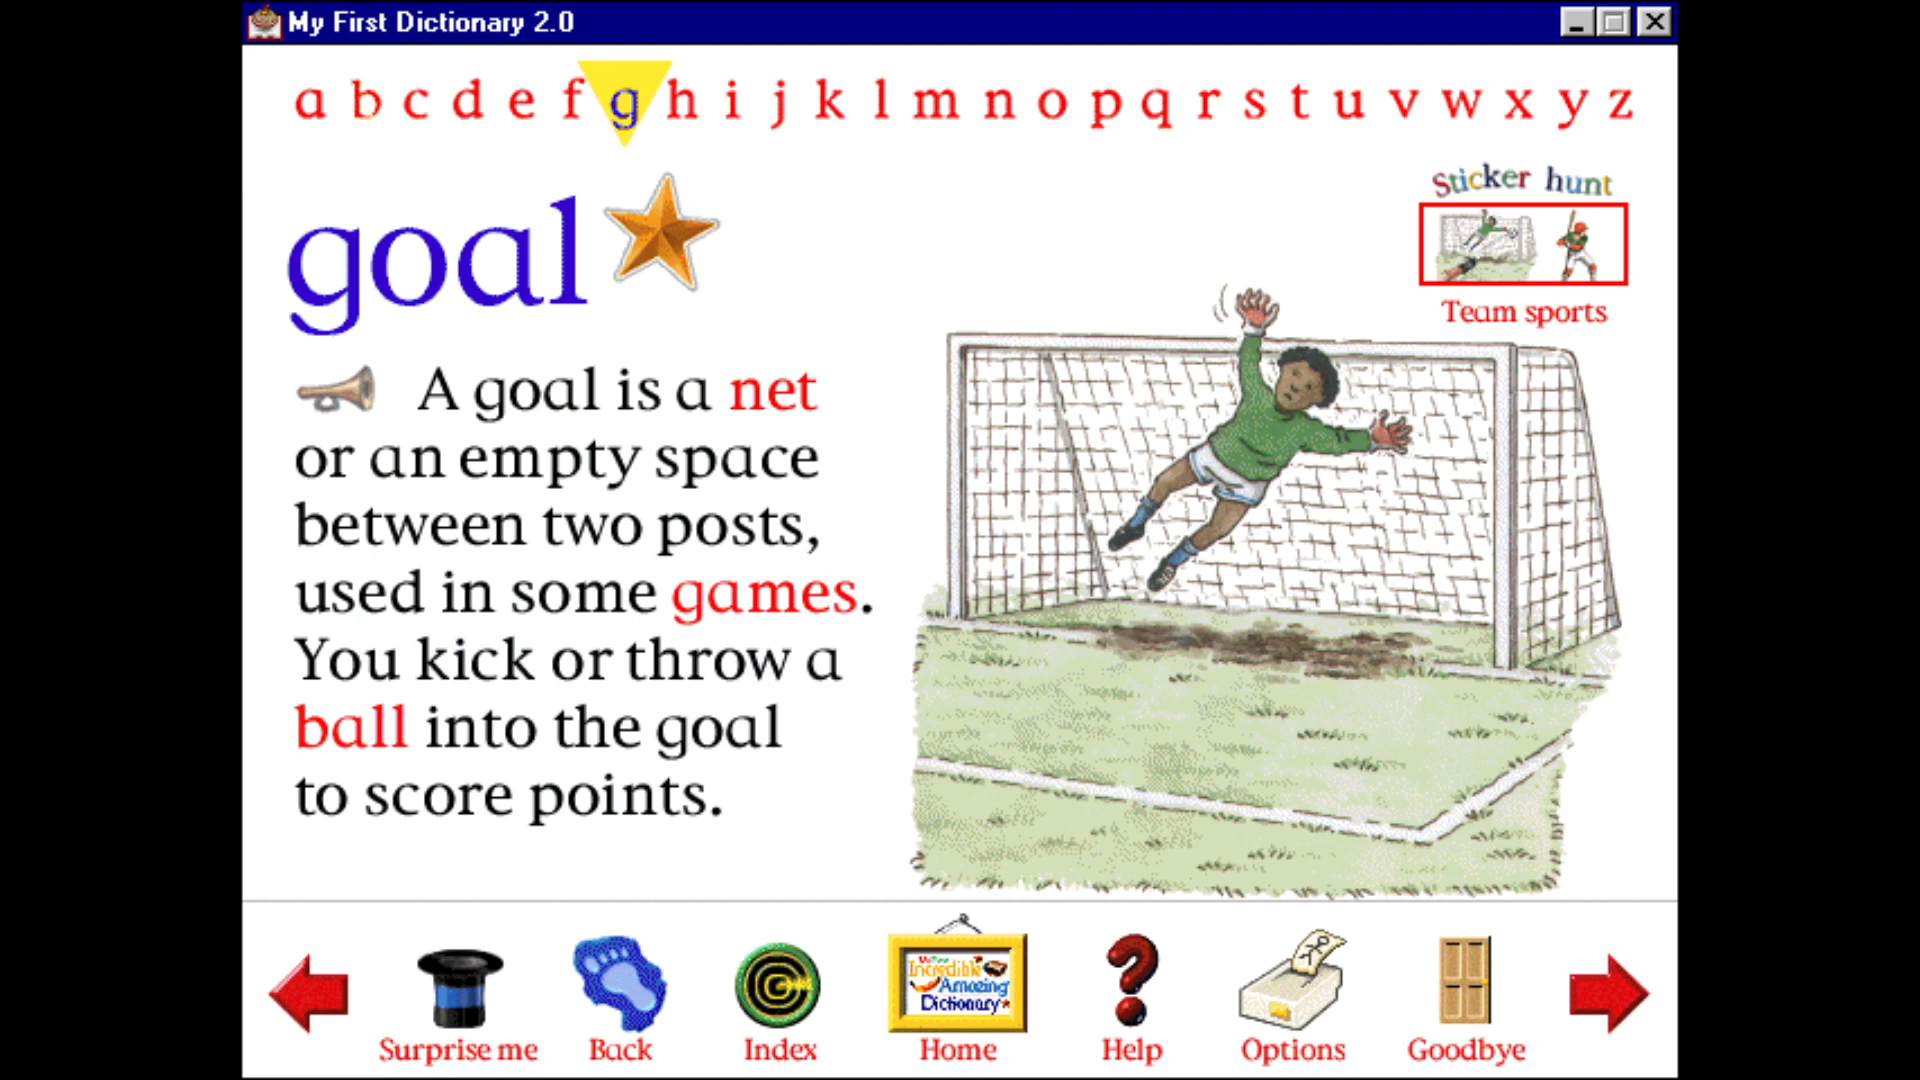 My First Dictionary 2.0
a b c d e f g h i j k l m n o p q r s t u v w x y z
Sticker hunt
Team sports
goal
A goal is a net
or an empty space
between two posts,
used in some games.
You kick or throw a
ball into the goal
to score points.
My First
Incredible
Amazing
Dictionary
Surprise me
Back
Index
Home
Help
Options
Goodbye